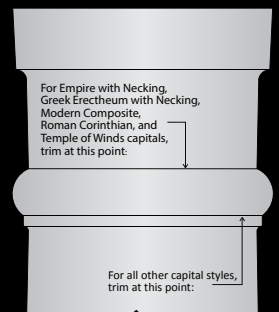 For Empire with Necking,
Greek Erectheum with Necking,
Modern Composite,
Roman Corinthian, and
Temple of Winds capitals,
trim at this point:
For all other capital styles,
trim at this point: